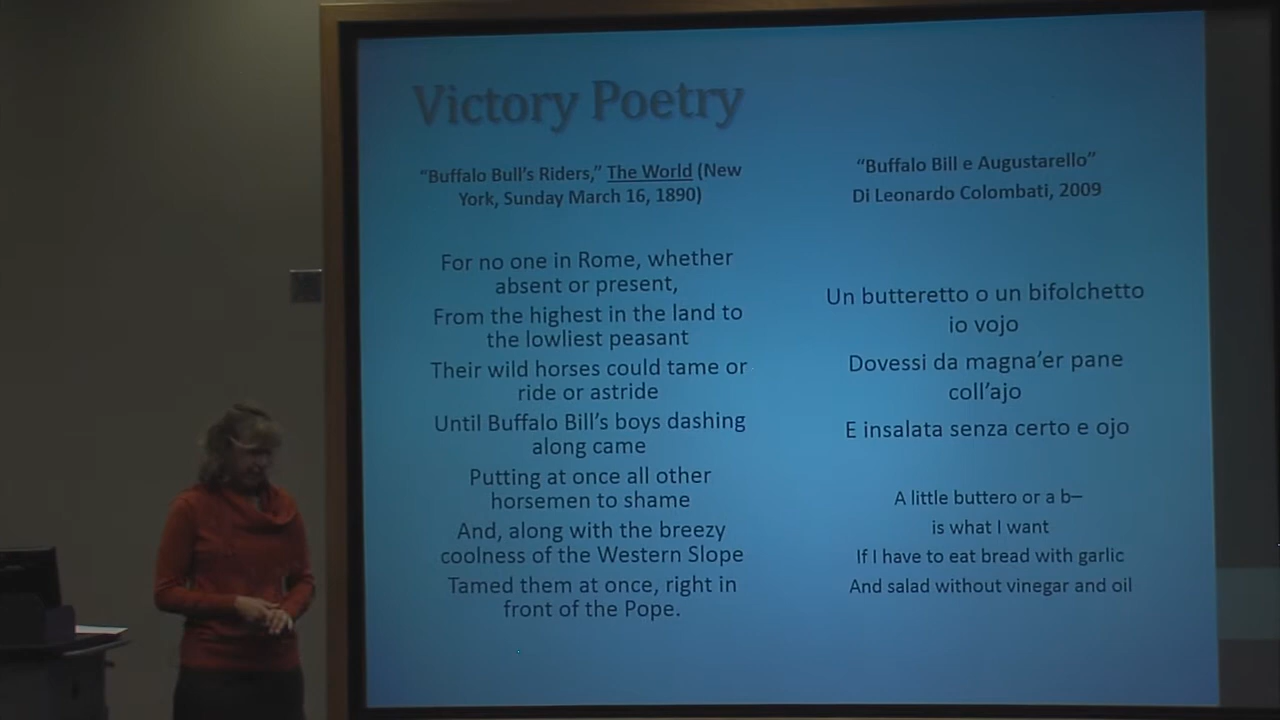 Victory Poetry
“Buffalo Bull’s Riders,” The World (New
York, Sunday March 16, 1890)
For no one in Rome, whether
absent or present,
From the highest in the land to
the lowliest peasant
Their wild horses could tame or
ride or astride
Until Buffalo Bill’s boys dashing
along came
Putting at once all other
horsemen to shame
And, along with the breezy
coolness of the Western Slope
Tamed them at once, right in
front of the Pope.
“Buffalo Bill e Augustarello”
Di Leonardo Colombati, 2009
Un butteretto o un bifolchetto
io vojo
Dovessi da magna’er pane
coll’ajo
E insalata senza certo e ojo
A little buttero or a b–
is what I want
If I have to eat bread with garlic
And salad without vinegar and oil